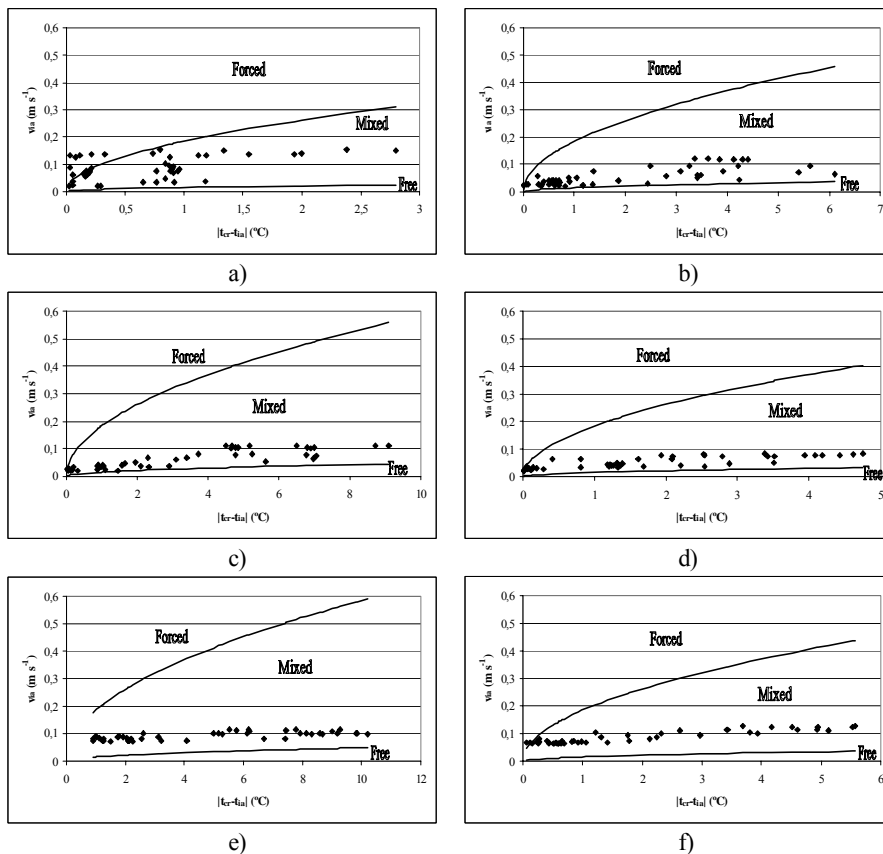 0,6
0,5
0,4
0,3
0,2
0,1
0
0 0,5 1 1,5 2 2,5 3
via (m s-1)
|tcr-tia| (ºC)
Forced
Mixed
Free
a)
0,6
0,5
0,4
0,3
0,2
0,1
0
0 1 2 3 4 5 6 7
via (m s-1)
|tcr-tia| (ºC)
Forced
Mixed
Free
b)
0,6
0,5
0,4
0,3
0,2
0,1
0
0 2 4 6 8 10
via (m s-1)
|tcr-tia| (ºC)
Forced
Mixed
Free
c)
0,6
0,5
0,4
0,3
0,2
0,1
0
0 1 2 3 4 5
via (m s-1)
|tcr-tia| (ºC)
Forced
Mixed
Free
d)
0,6
0,5
0,4
0,3
0,2
0,1
0
0 2 4 6 8 10 12
via (m s-1)
|tcr-tia| (ºC)
Forced
Mixed
Free
e)
0,6
0,5
0,4
0,3
0,2
0,1
0
0 1 2 3 4 5 6
via (m s-1)
|tcr-tia| (ºC)
Forced
Mixed
Free
f)